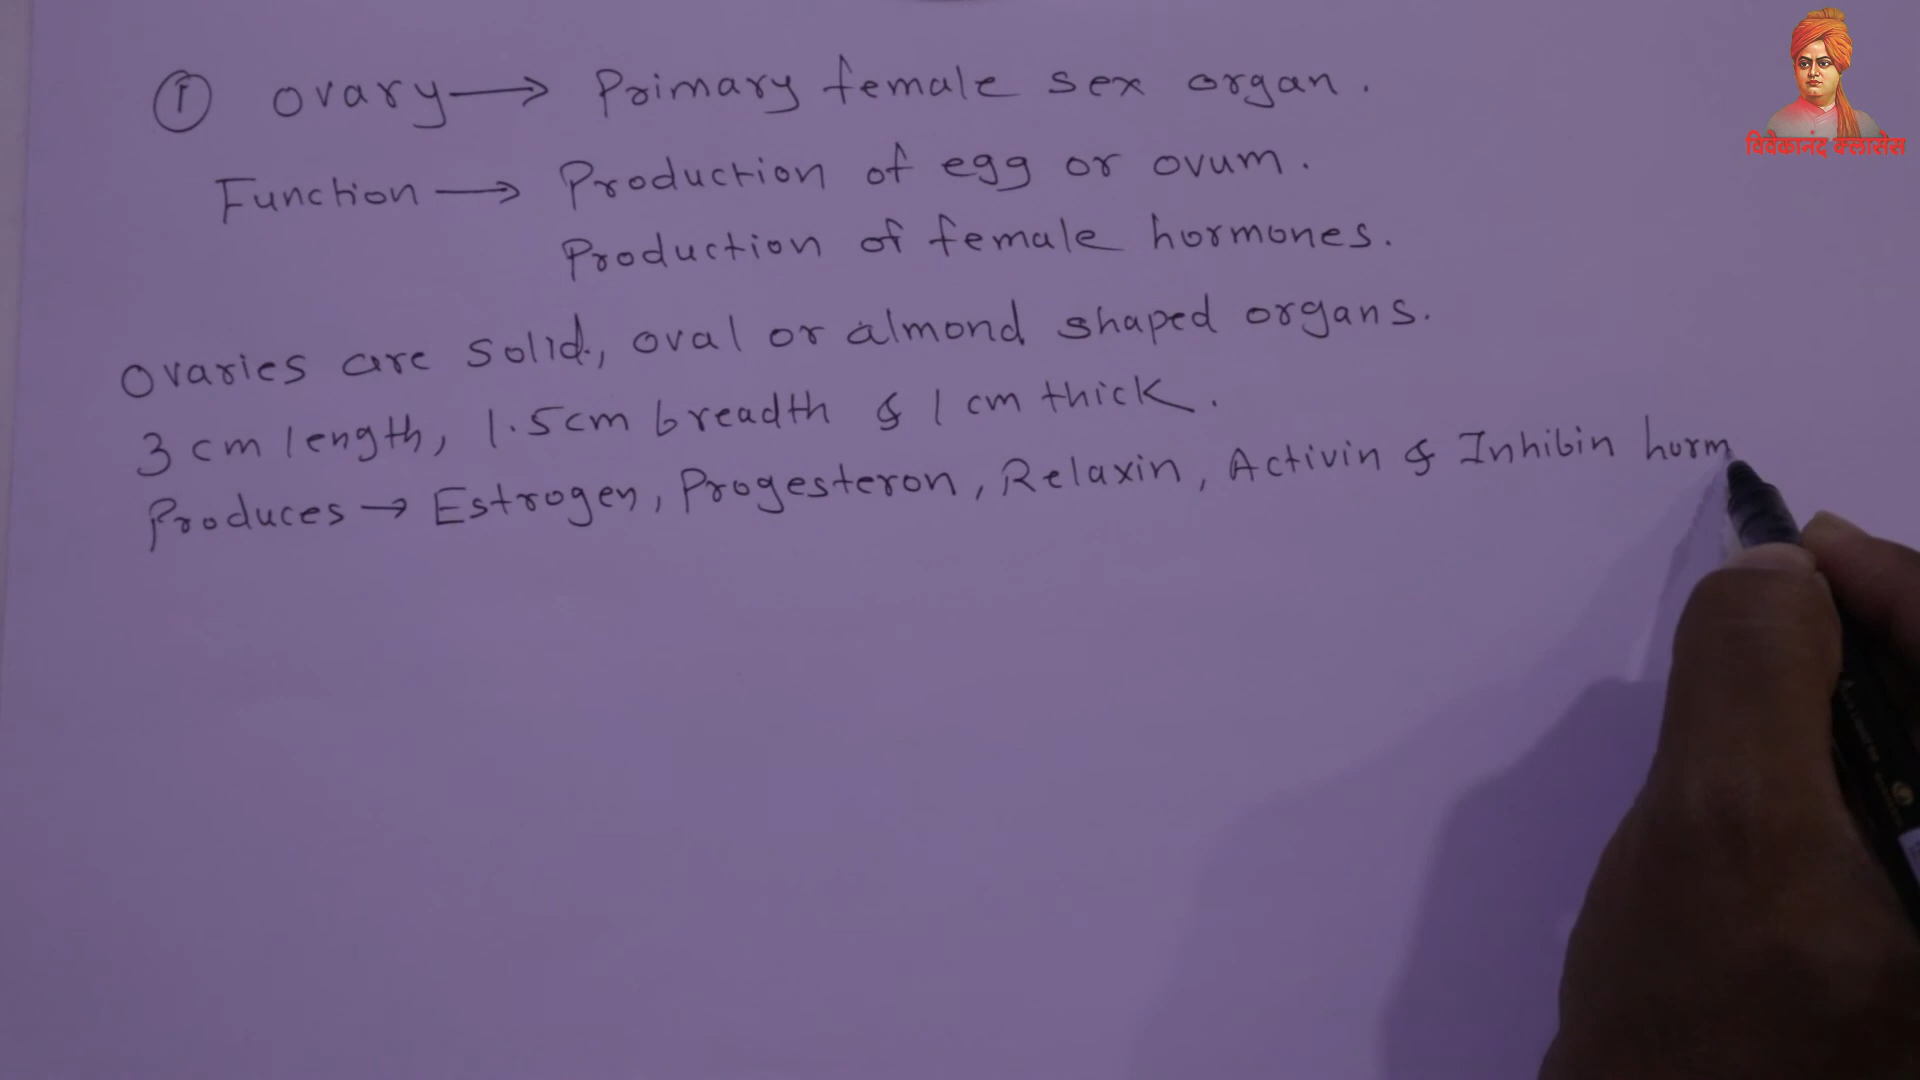 ① Ovary → Primary female sex organ.
Function → Production of egg or ovum.
Production of female hormones.
Ovaries are solid, oval or almond shaped organs.
3 cm length, 1.5cm breadth & 1 cm thick.
Produces → Estrogen, Progesteron, Relaxin, Activin & Inhibin horm
विवेकानंद क्लासेस